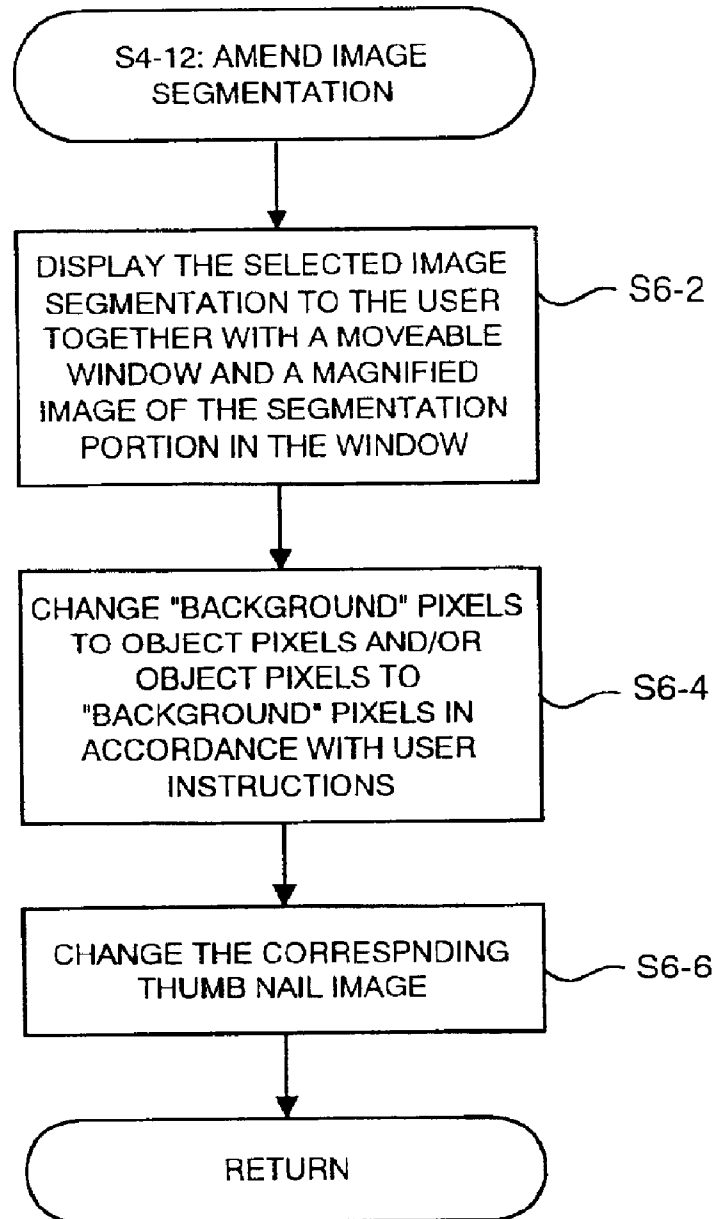 S4-12: AMEND IMAGE
SEGMENTATION
DISPLAY THE SELECTED IMAGE
SEGMENTATION TO THE USER
TOGETHER WITH A MOVEABLE
WINDOW AND A MAGNIFIED
IMAGE OF THE SEGMENTATION
PORTION IN THE WINDOW
S6-2
CHANGE "BACKGROUND" PIXELS
TO OBJECT PIXELS AND/OR
OBJECT PIXELS TO
"BACKGROUND" PIXELS IN
ACCORDANCE WITH USER
INSTRUCTIONS
S6-4
CHANGE THE CORRESPNDING
THUMB NAIL IMAGE
S6-6
RETURN